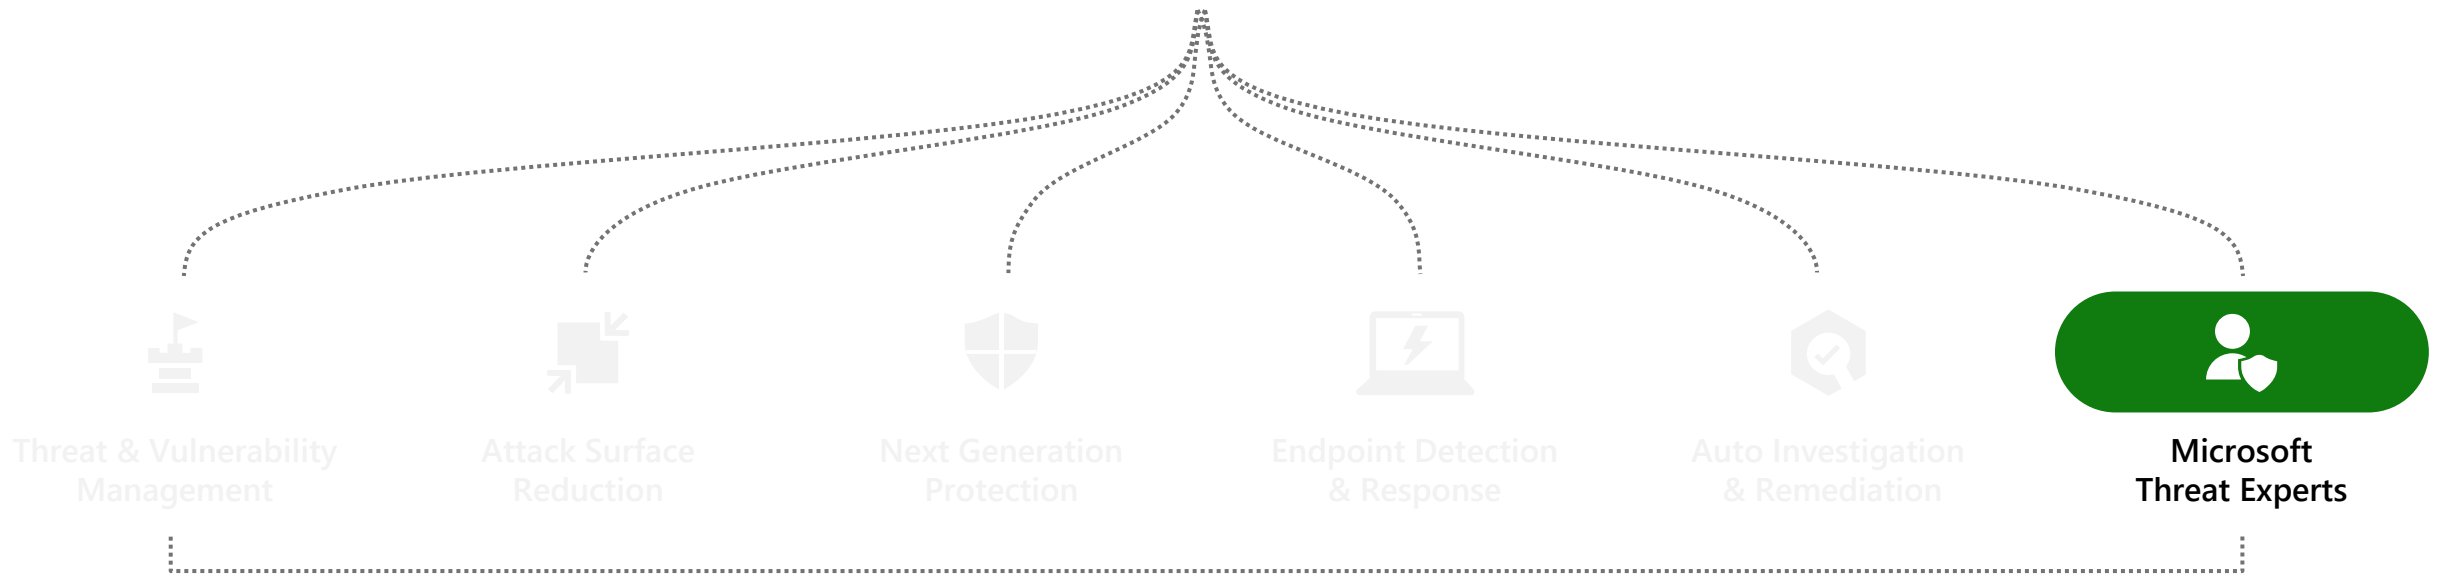 Threat & Vulnerability
Management
Attack Surface
Reduction
Next Generation
Protection
Endpoint Detection
& Response
Auto Investigation
& Remediation
Microsoft
Threat Experts